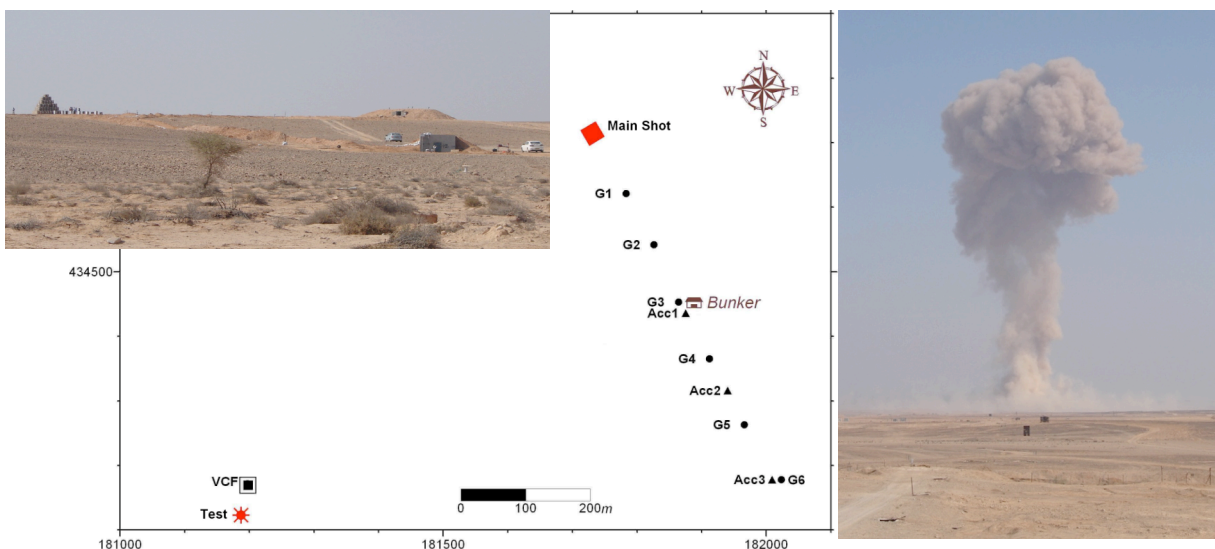 N
W E
S
Main Shot
G1
G2
434500
G3 Bunker
Acc1
G4
Acc2
G5
VCF
Acc3 G6
Test
0 100 200m
181000 181500 182000